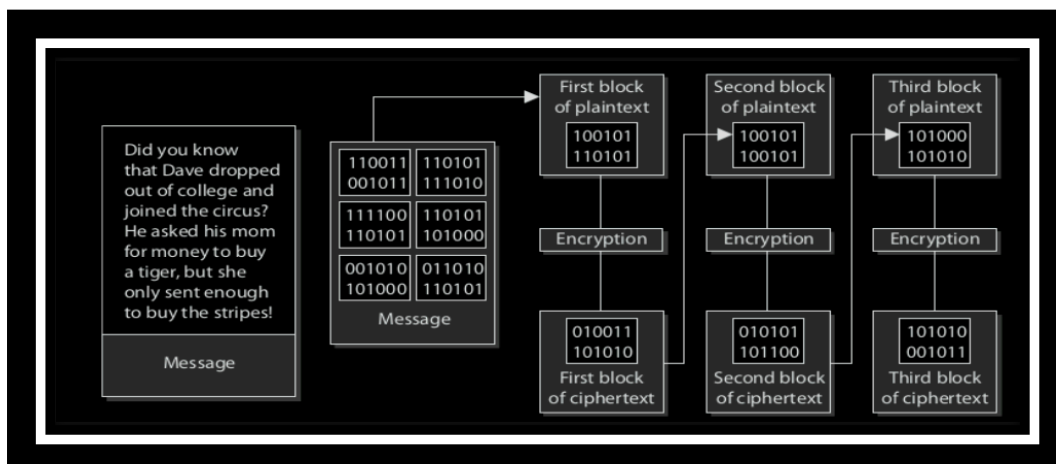 Did you know
that Dave dropped
out of college and
joined the circus?
He asked his mom
for money to buy
a tiger, but she
only sent enough
to buy the stripes!
Message
110011
001011
110101
111010
111100
110101
110101
101000
001010
101000
011010
110101
Message
First block
of plaintext
100101
110101
Encryption
010011
101010
First block
of ciphertext
Second block
of plaintext
100101
100101
Encryption
010101
101100
Second block
of ciphertext
Third block
of plaintext
101000
101010
Encryption
101010
001011
Third block
of ciphertext